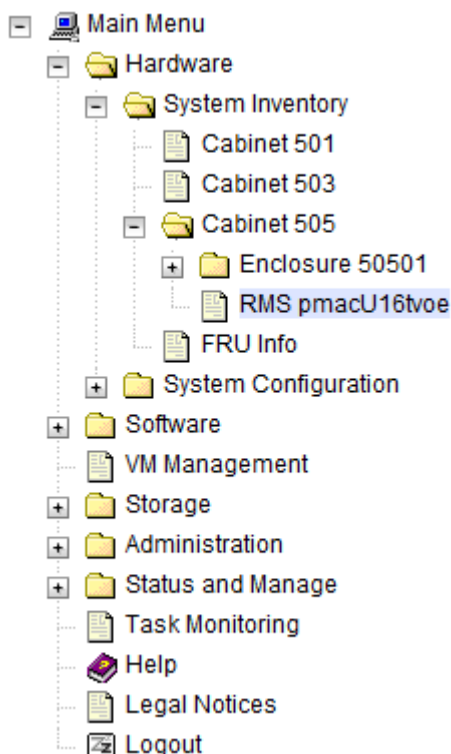 Main Menu
Hardware
System Inventory
Cabinet 501
Cabinet 503
Cabinet 505
Enclosure 50501
RMS pmacU16tvoe
FRU Info
System Configuration
Software
VM Management
Storage
Administration
Status and Manage
Task Monitoring
Help
Legal Notices
Logout